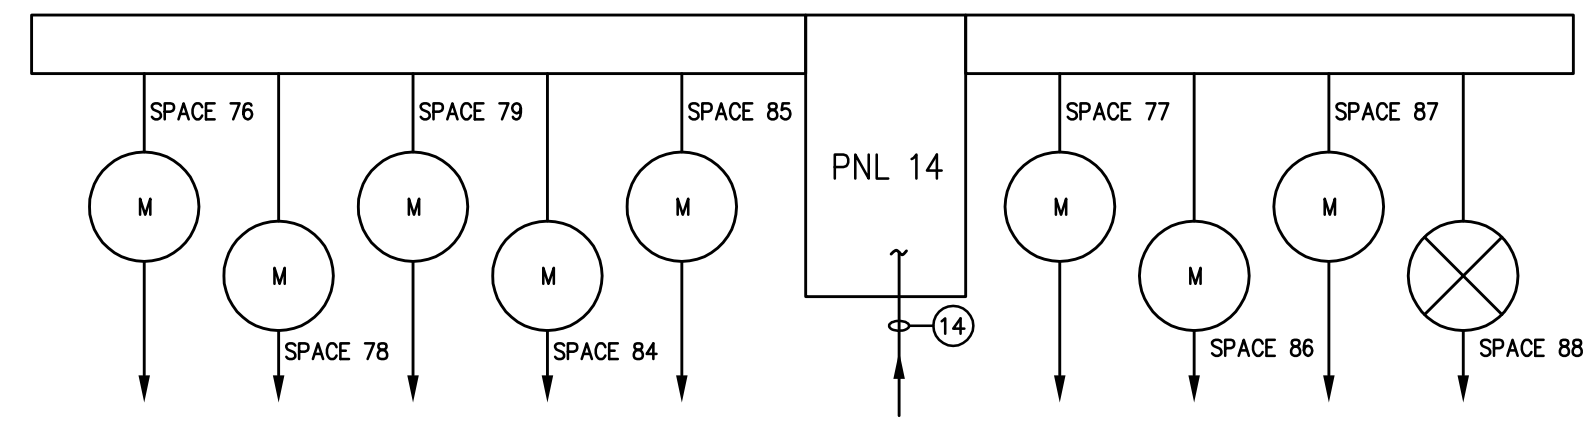 SPACE 76
SPACE 79
SPACE 85
SPACE 77
SPACE 87
PNL 14
M
M
M
M
M
M
M
M
14
SPACE 78
SPACE 84
SPACE 86
SPACE 88